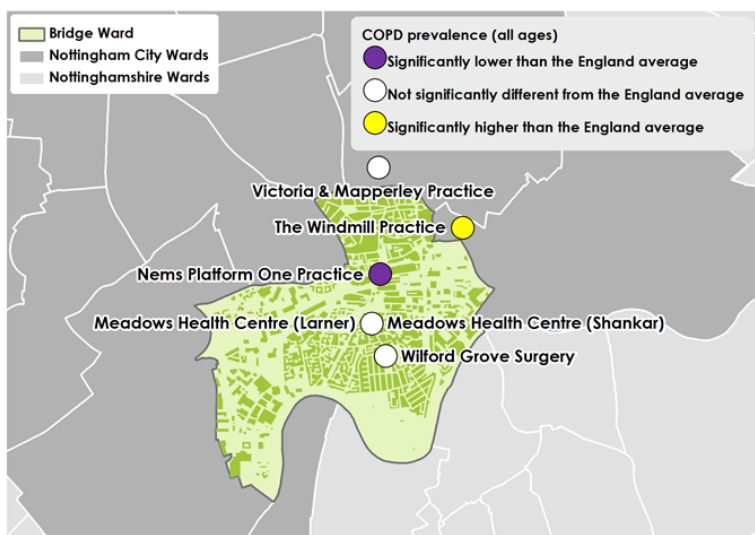 Bridge Ward
Nottingham City Wards
Nottinghamshire Wards
COPD prevalence (all ages)
Significantly lower than the England average
Not significantly different from the England average
Significantly higher than the England average
Victoria & Mapperley Practice
The Windmill Practice
Nems Platform One Practice
Meadows Health Centre (Larner)
Meadows Health Centre (Shankar)
Wilford Grove Surgery